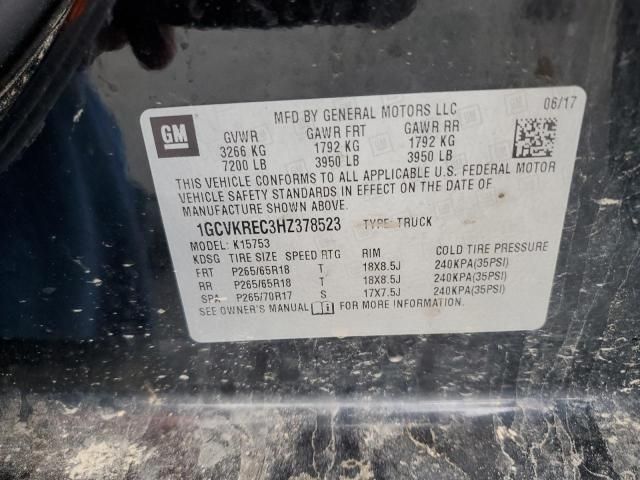 GM
MFD BY GENERAL MOTORS LLC
06/17
GVWR GAWR FRT GAWR RR
3266 KG 1792 KG 1792 KG
7200 LB 3950 LB 3950 LB
THIS VEHICLE CONFORMS TO ALL APPLICABLE U.S. FEDERAL MOTOR
VEHICLE SAFETY STANDARDS IN EFFECT ON THE DATE OF
MANUFACTURE SHOWN ABOVE.
1GCVKREC3HZ378523 TYPE: TRUCK
MODEL: K15753
KDSG TIRE SIZE SPEED RTG RIM COLD TIRE PRESSURE
FRT P265/65R18 T 18X8.5J 240KPA(35PSI)
RR P265/65R18 T 18X8.5J 240KPA(35PSI)
SPA P265/70R17 S 17X7.5J 240KPA(35PSI)
SEE OWNER'S MANUAL FOR MORE INFORMATION.